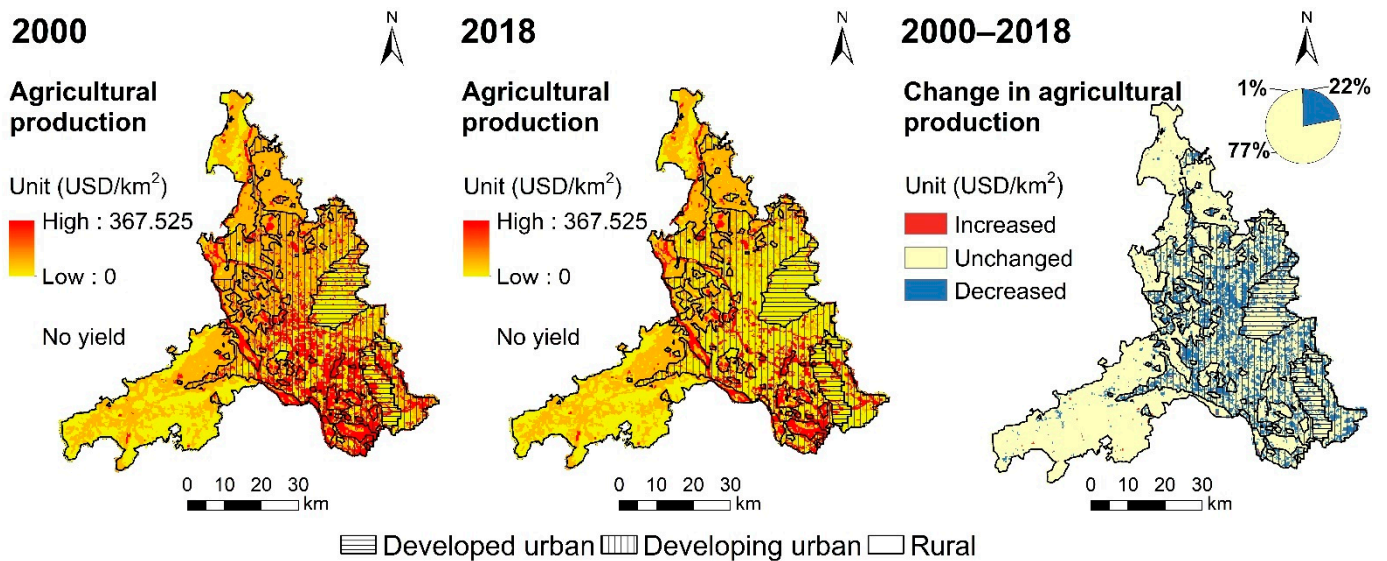 2000
N
Agricultural
production
Unit (USD/km²)
High : 367.525
Low : 0
No yield
0 10 20 30
km
2018
N
Agricultural
production
Unit (USD/km²)
High : 367.525
Low : 0
No yield
0 10 20 30
km
2000–2018
N
Change in agricultural
production
1%
22%
77%
Unit (USD/km²)
Increased
Unchanged
Decreased
0 10 20 30
km
Developed urban Developing urban Rural